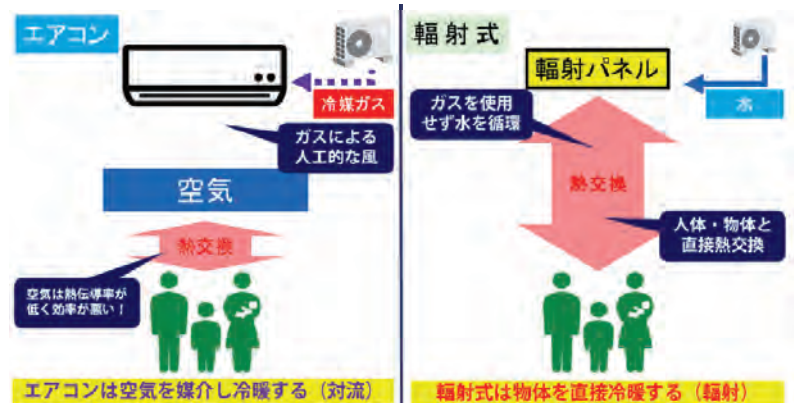 エアコン
冷媒ガス
ガスによる
人工的な風
空気
熱交換
空気は熱伝導率が
低く効率が悪い！
エアコンは空気を媒介し冷暖する（対流）
輻射式
輻射パネル
水
ガスを使用
せず水を循環
熱交換
人体・物体と
直接熱交換
輻射式は物体を直接冷暖する（輻射）